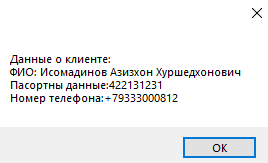 Данные о клиенте:
ФИО: Исомадинов Азизхон Хуршедхонович
Пасортны данные:422131231
Номер телефона:+79333000812
OK